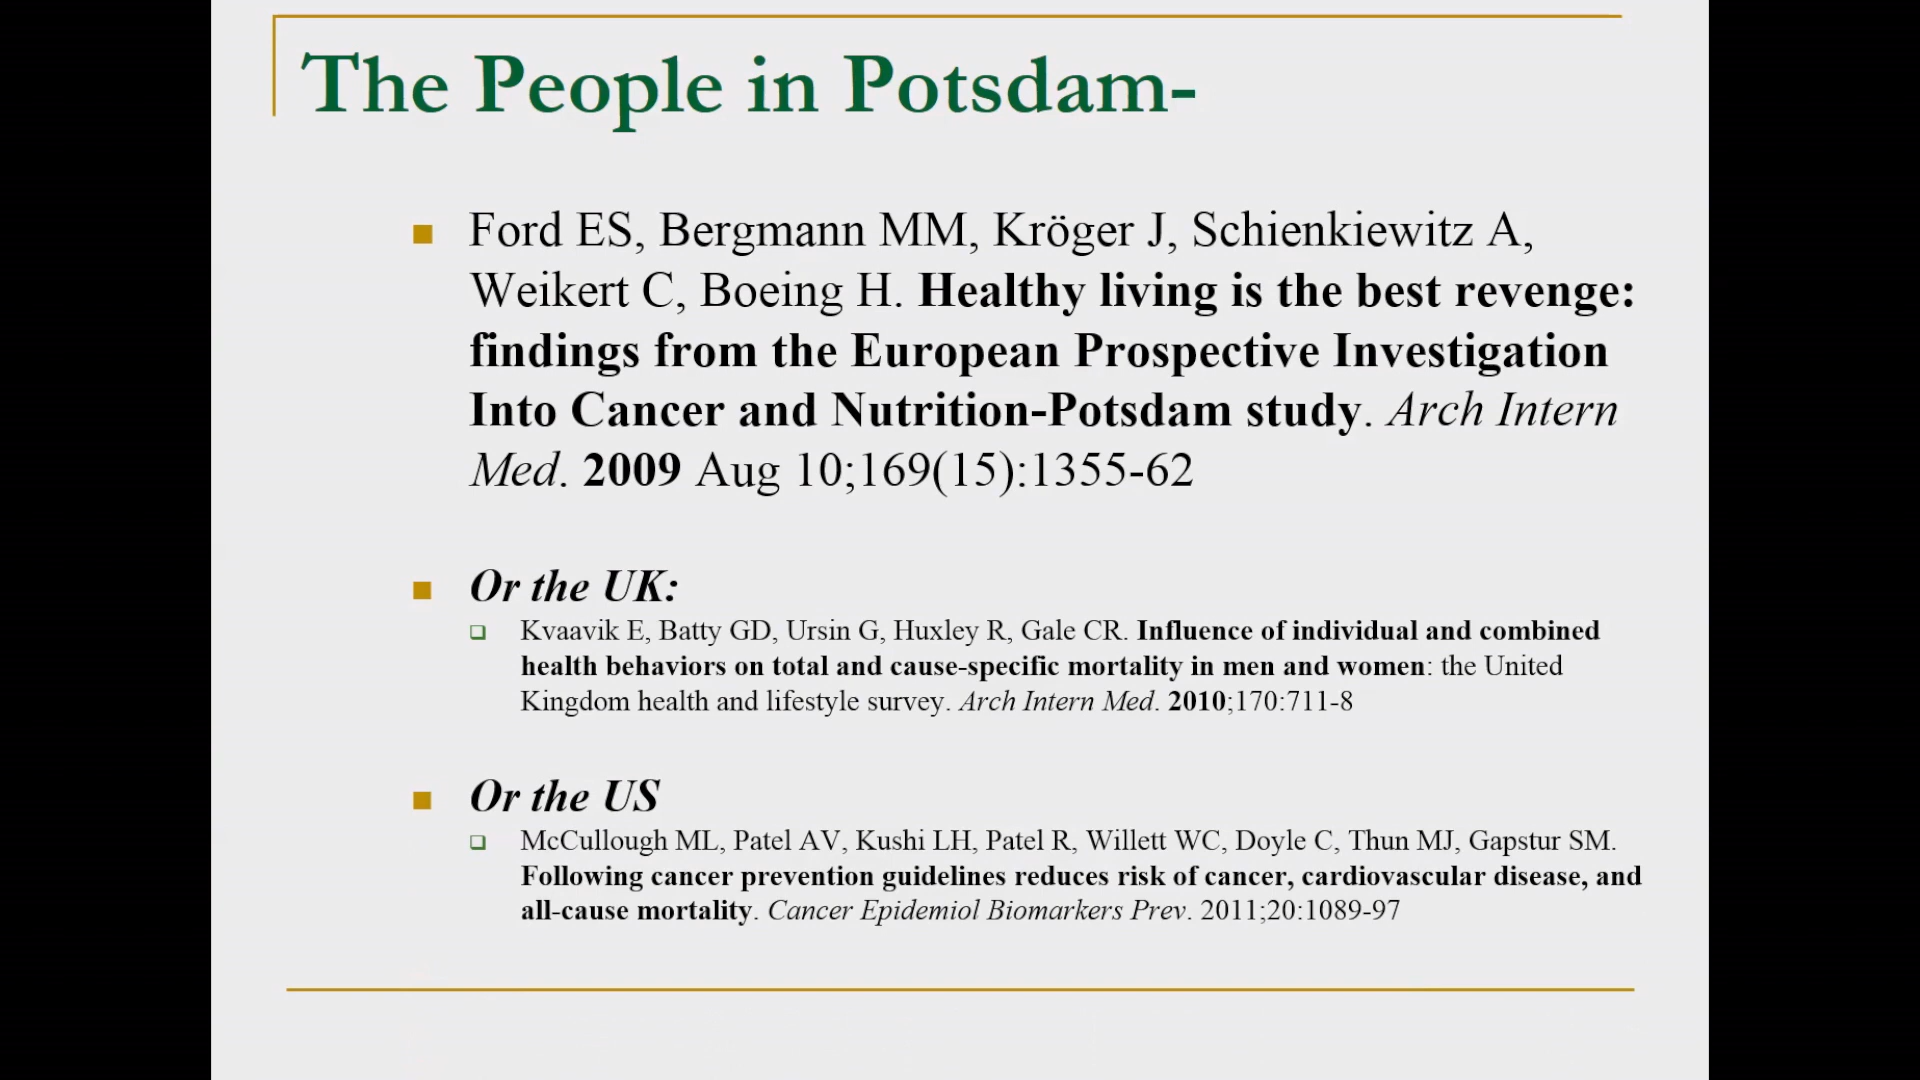 The People in Potsdam-
Ford ES, Bergmann MM, Kröger J, Schienkiewitz A,
Weikert C, Boeing H. Healthy living is the best revenge:
findings from the European Prospective Investigation
Into Cancer and Nutrition-Potsdam study. Arch Intern
Med. 2009 Aug 10;169(15):1355-62
Or the UK:
Kvaavik E, Batty GD, Ursin G, Huxley R, Gale CR. Influence of individual and combined
health behaviors on total and cause-specific mortality in men and women: the United
Kingdom health and lifestyle survey. Arch Intern Med. 2010;170:711-8
Or the US
McCullough ML, Patel AV, Kushi LH, Patel R, Willett WC, Doyle C, Thun MJ, Gapstur SM.
Following cancer prevention guidelines reduces risk of cancer, cardiovascular disease, and
all-cause mortality. Cancer Epidemiol Biomarkers Prev. 2011;20:1089-97